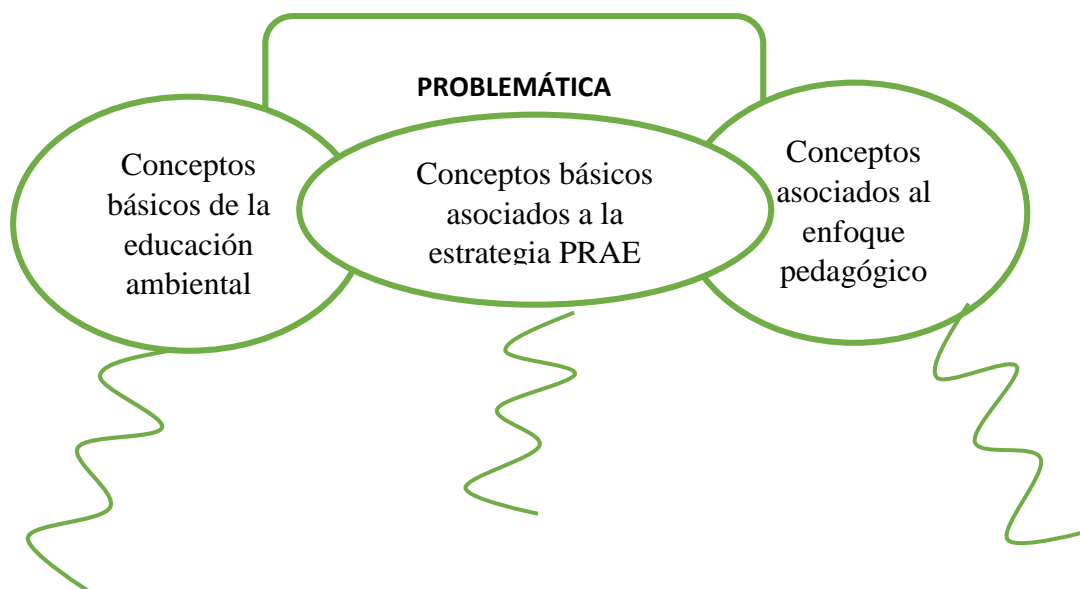 PROBLEMÁTICA
Conceptos
básicos de la
educación
ambiental
Conceptos básicos
asociados a la
estrategia PRAE
Conceptos
asociados al
enfoque
pedagógico